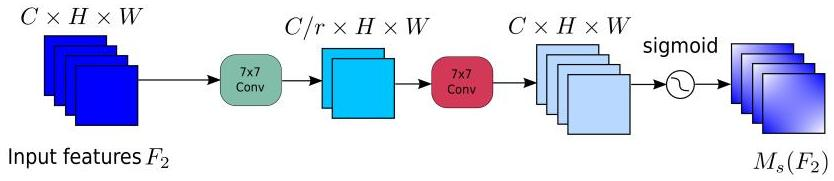 C × H × W
C/r × H × W
C × H × W
sigmoid
7x7
Conv
7x7
Conv
Input features F₂
Mₛ(F₂)